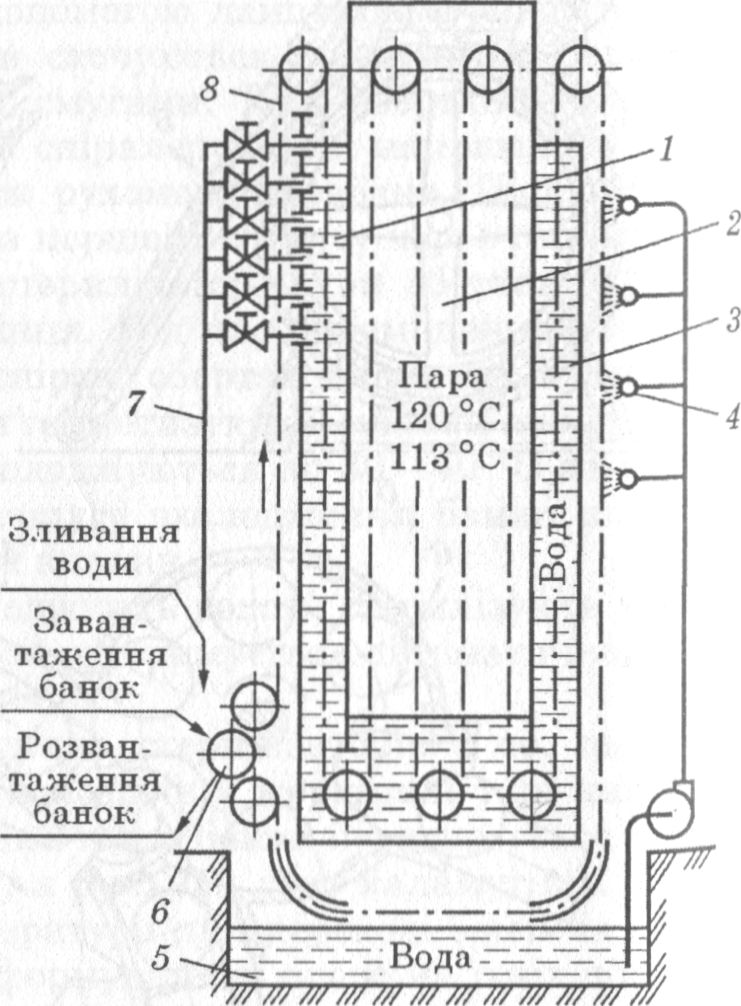 8
1
2
3
Пара
120 °C
113 °C
4
7
Вода
Зливання
води
Заван-
таження
банок
Розван-
таження
банок
6
5
Вода